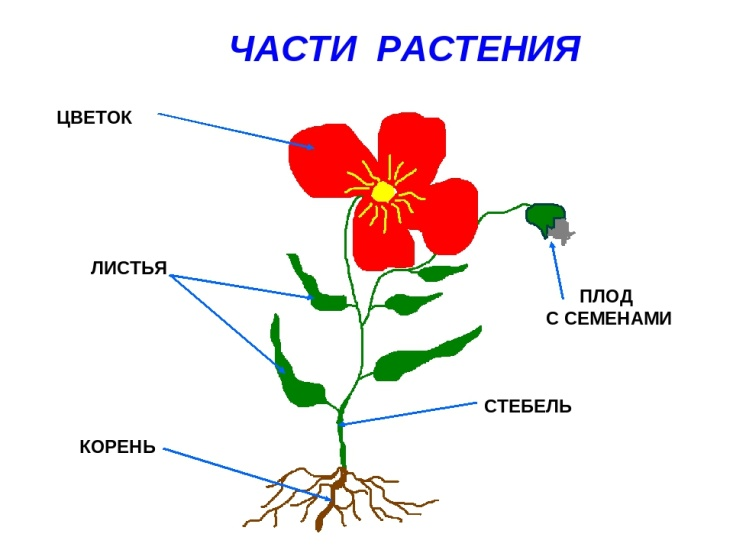 ЧАСТИ РАСТЕНИЯ
ЦВЕТОК
ЛИСТЬЯ
ПЛОД
С СЕМЕНАМИ
СТЕБЕЛЬ
КОРЕНЬ